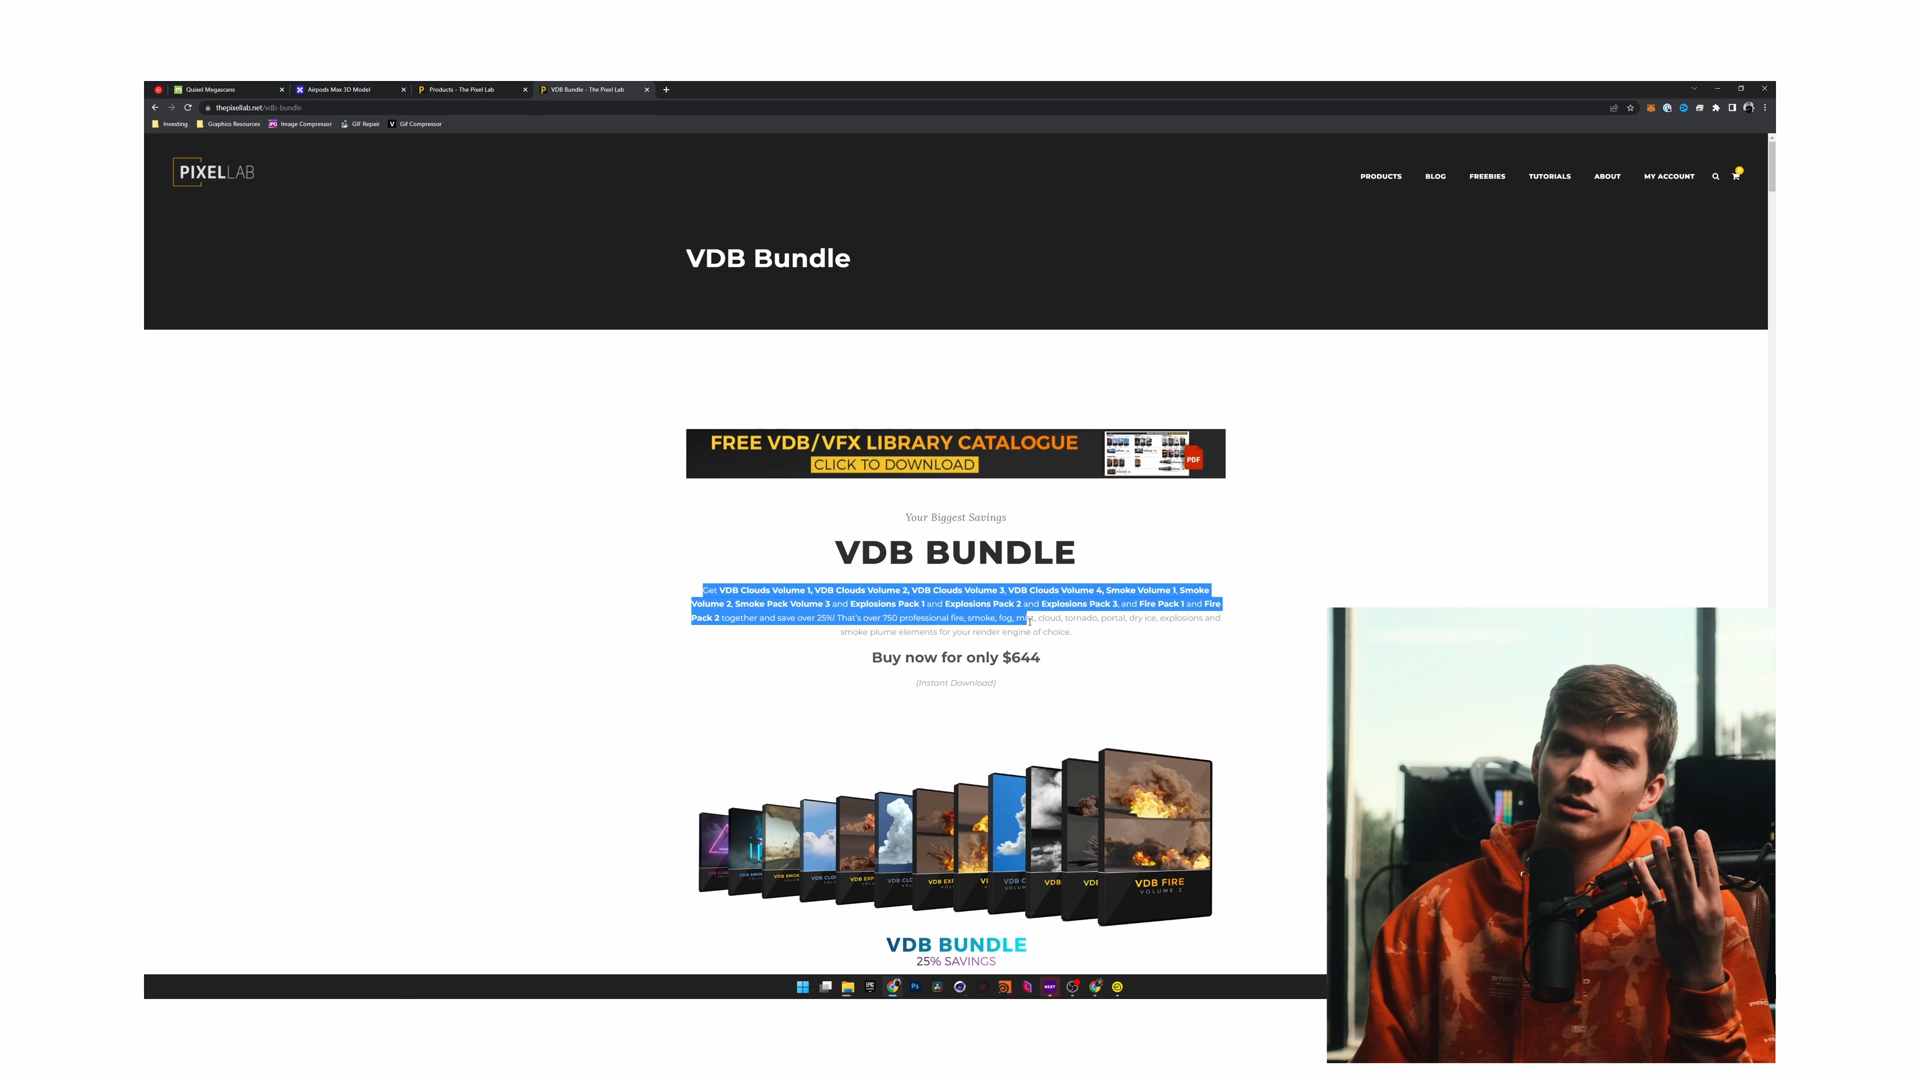 Quixel Megascans
Airpods Max 3D Model
Products - The Pixel Lab
VDB Bundle - The Pixel Lab
thepixellab.net/vdb-bundle
Investing
Graphics Resources
Image Compressor
GIF Repair
Gif Compressor
PIXELLAB
PRODUCTS
BLOG
FREEBIES
TUTORIALS
ABOUT
MY ACCOUNT
VDB Bundle
FREE VDB/VFX LIBRARY CATALOGUE
CLICK TO DOWNLOAD
PDF
Your Biggest Savings
VDB BUNDLE
Get VDB Clouds Volume 1, VDB Clouds Volume 2, VDB Clouds Volume 3, VDB Clouds Volume 4, Smoke Volume 1, Smoke
Volume 2, Smoke Pack Volume 3 and Explosions Pack 1 and Explosions Pack 2 and Explosions Pack 3, and Fire Pack 1 and Fire
Pack 2 together and save over 25%! That's over 750 professional fire, smoke, fog, mist, cloud, tornado, portal, dry ice, explosions and
smoke plume elements for your render engine of choice.
Buy now for only $644
(Instant Download)
VDB FIRE
VOLUME 2
VDB BUNDLE
25% SAVINGS
Ps
NEXT